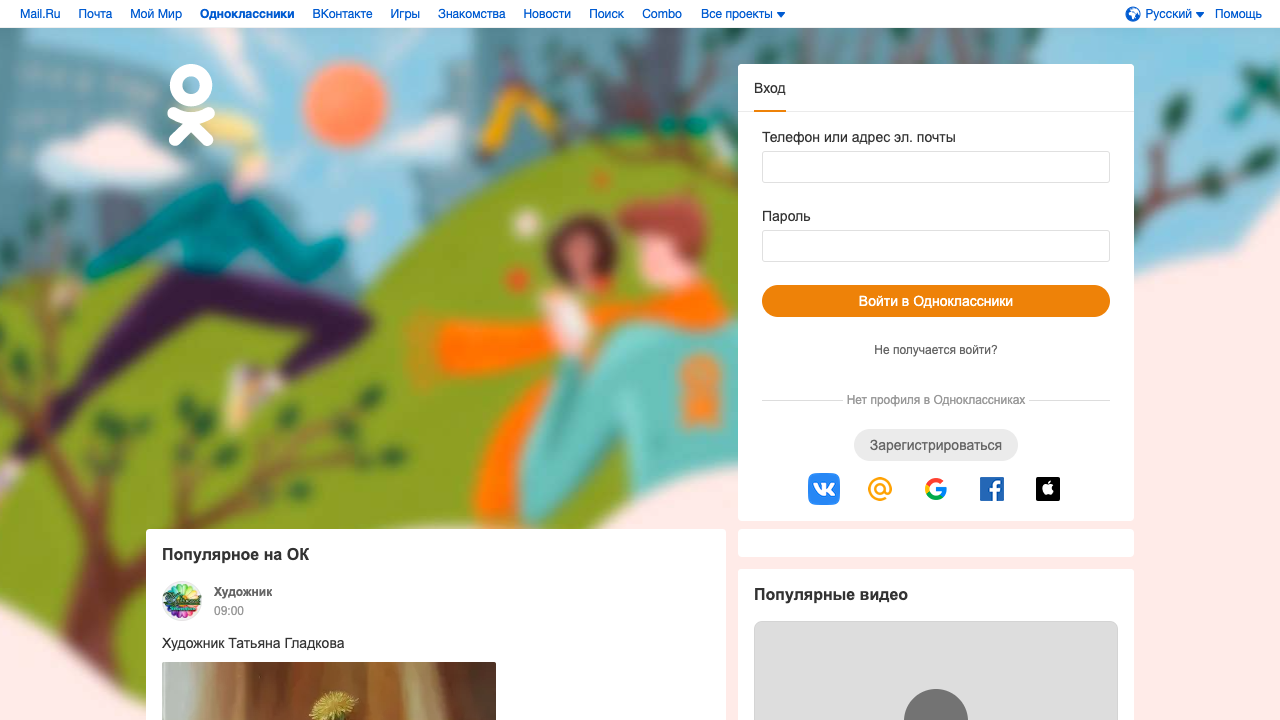 Mail.Ru Почта Мой Мир Одноклассники ВКонтакте Игры Знакомства Новости Поиск Combo Все проекты Русский Помощь
Вход
Телефон или адрес эл. почты
Пароль
Войти в Одноклассники
Не получается войти?
Нет профиля в Одноклассниках
Зарегистрироваться
Популярное на ОК
Художник
09:00
Художник Татьяна Гладкова
Популярные видео